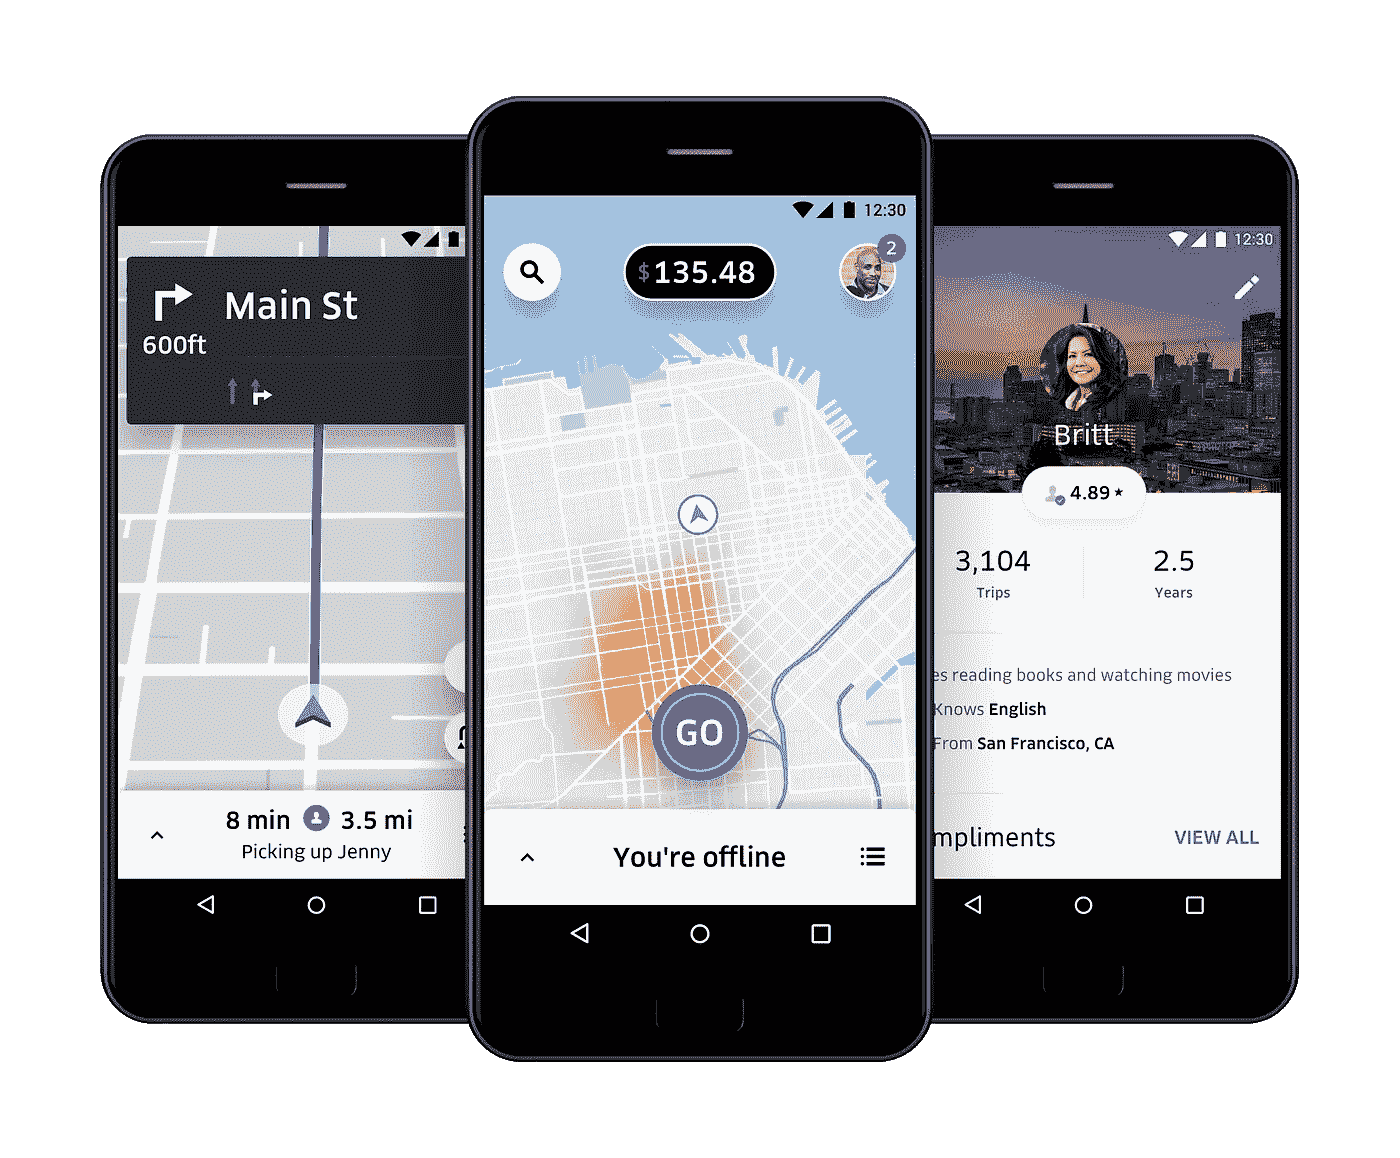 Main St
600ft
8 min 3.5 mi
Picking up Jenny
12:30
$135.48
2
GO
You're offline
12:30
Britt
4.89
3,104
Trips
2.5
Years
es reading books and watching movies
Knows English
From San Francisco, CA
mpliments
VIEW ALL